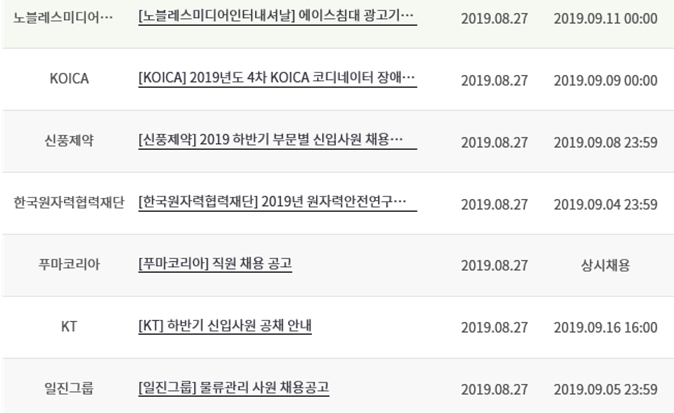 노블레스미디어… [노블레스미디어인터내셔날] 에이스침대 광고기… 2019.08.27 2019.09.11 00:00
KOICA [KOICA] 2019년도 4차 KOICA 코디네이터 장애… 2019.08.27 2019.09.09 00:00
신풍제약 [신풍제약] 2019 하반기 부문별 신입사원 채용… 2019.08.27 2019.09.08 23:59
한국원자력협력재단 [한국원자력협력재단] 2019년 원자력안전연구… 2019.08.27 2019.09.04 23:59
푸마코리아 [푸마코리아] 직원 채용 공고 2019.08.27 상시채용
KT [KT] 하반기 신입사원 공채 안내 2019.08.27 2019.09.16 16:00
일진그룹 [일진그룹] 물류관리 사원 채용공고 2019.08.27 2019.09.05 23:59